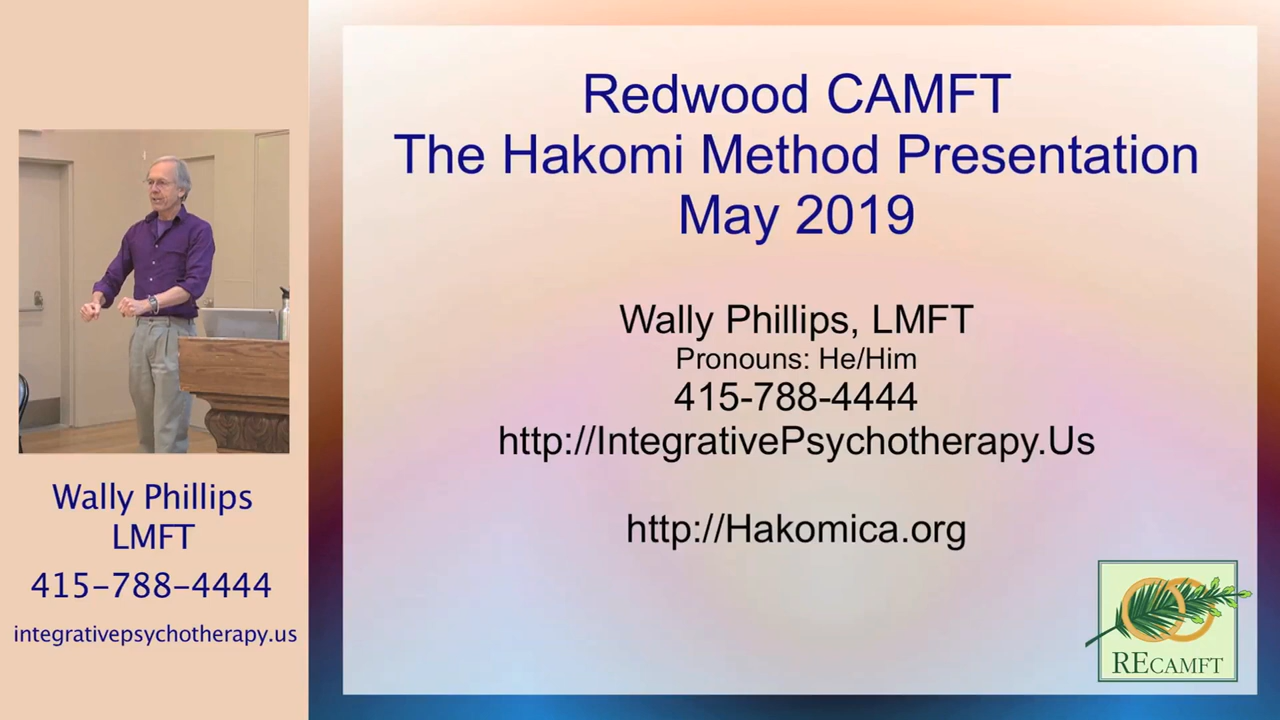 Wally Phillips
LMFT
415-788-4444
integrativepsychotherapy.us
Redwood CAMFT
The Hakomi Method Presentation
May 2019
Wally Phillips, LMFT
Pronouns: He/Him
415-788-4444
http://IntegrativePsychotherapy.Us
http://Hakomica.org
RECAMFT